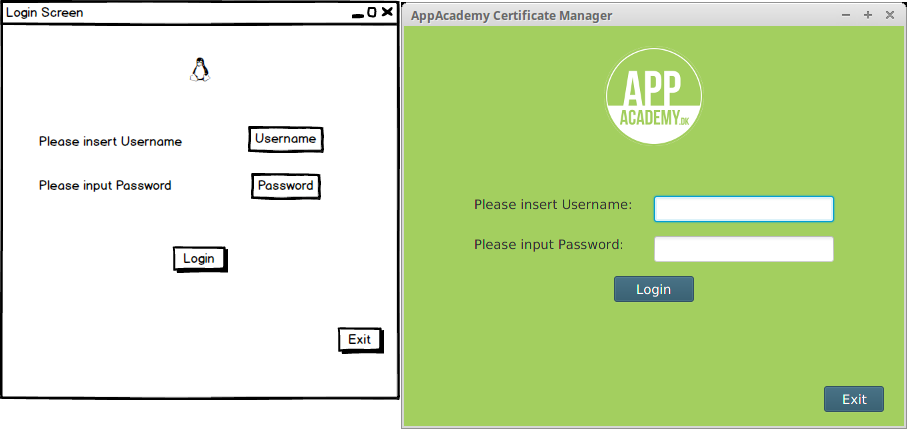 Login Screen
Please insert Username
Username
Please input Password
Password
Login
Exit
AppAcademy Certificate Manager
APP
ACADEMY.DK
Please insert Username:
Please input Password:
Login
Exit